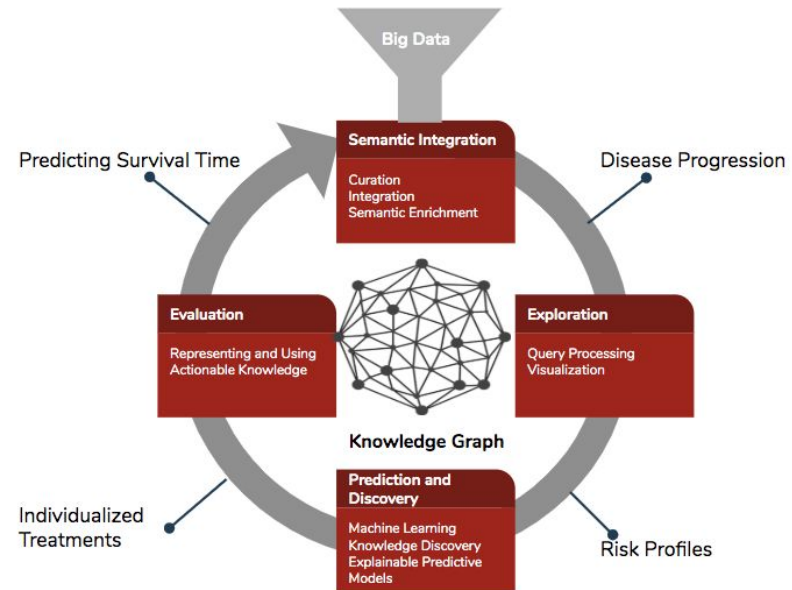 Big Data
Semantic Integration
Curation
Integration
Semantic Enrichment
Predicting Survival Time
Disease Progression
Evaluation
Representing and Using
Actionable Knowledge
Exploration
Query Processing
Visualization
Knowledge Graph
Prediction and
Discovery
Machine Learning
Knowledge Discovery
Explainable Predictive
Models
Individualized
Treatments
Risk Profiles